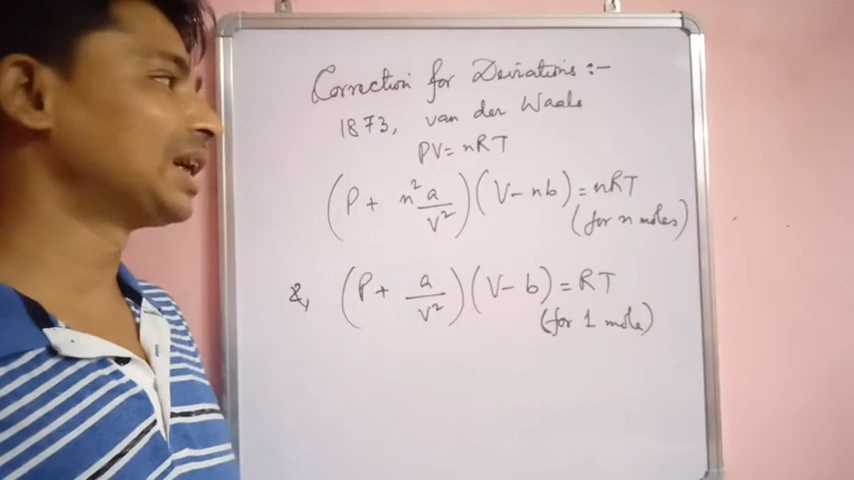 Correction for Deviations :-
1873, van der Waals
PV = nRT
(P + n²a/V²)(V - nb) = nRT
(for n moles)
&, (P + a/V²)(V - b) = RT
(for 1 mole)